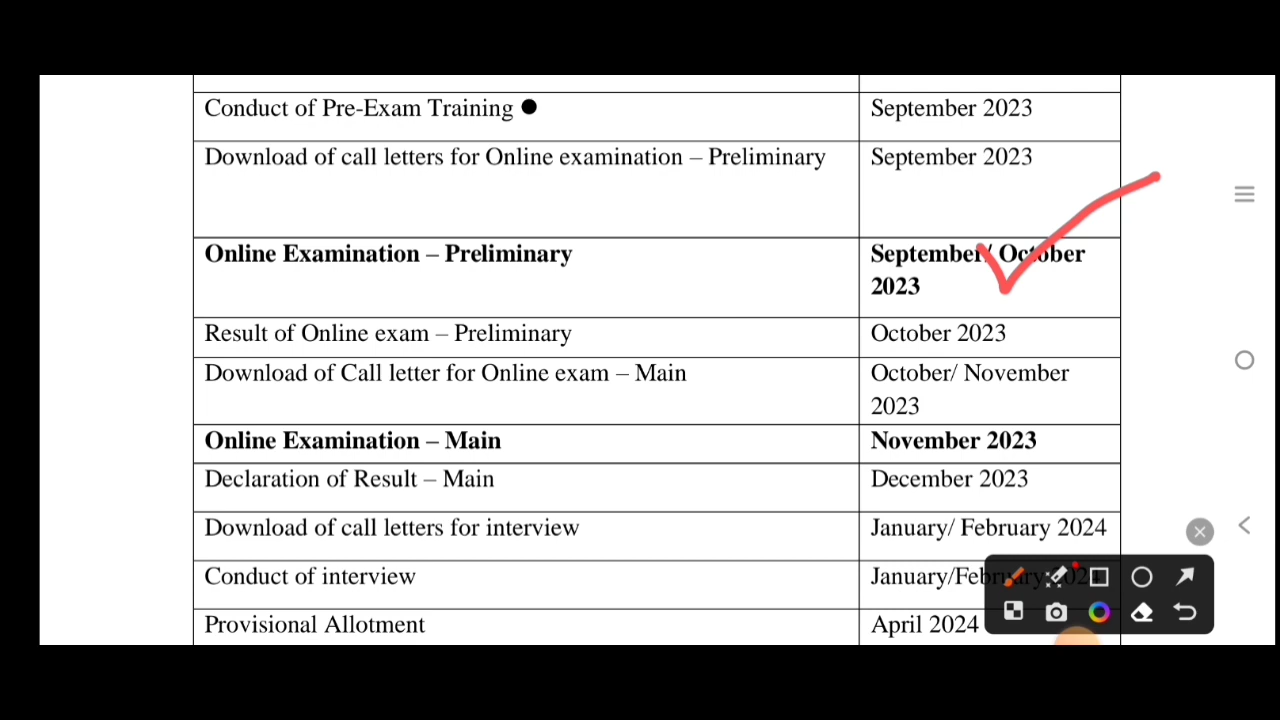 Conduct of Pre-Exam Training ● September 2023
Download of call letters for Online examination – Preliminary September 2023
Online Examination – Preliminary September/ October
2023
Result of Online exam – Preliminary October 2023
Download of Call letter for Online exam – Main October/ November
2023
Online Examination – Main November 2023
Declaration of Result – Main December 2023
Download of call letters for interview January/ February 2024
Conduct of interview January/February 2024
Provisional Allotment April 2024